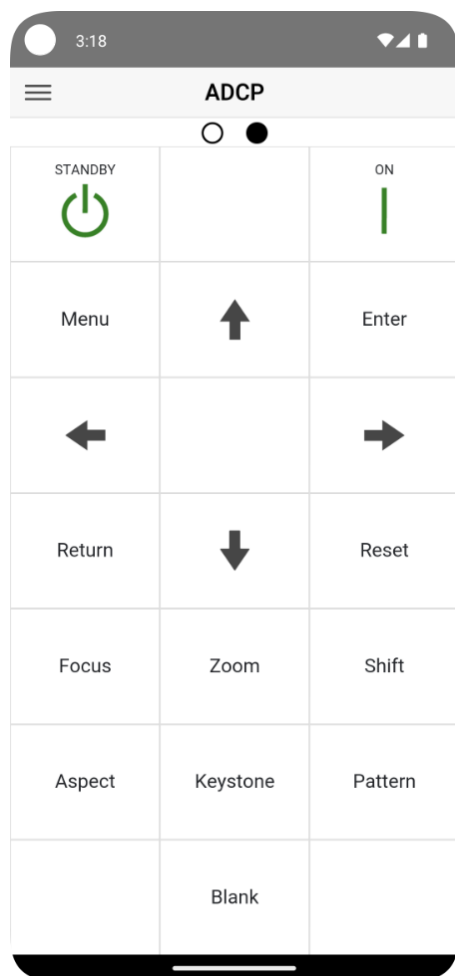 3:18
ADCP
STANDBY
ON
Menu
Enter
Return
Reset
Focus
Zoom
Shift
Aspect
Keystone
Pattern
Blank